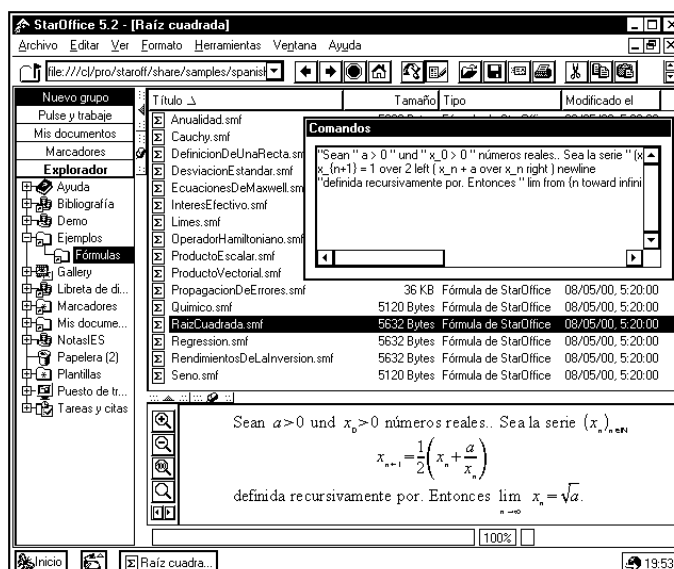 StarOffice 5.2 - [Raíz cuadrada]
Archivo Editar Ver Formato Herramientas Ventana Ayuda
file:///c|/pro/staroff/share/samples/spanish
Nuevo grupo
Pulse y trabaje
Mis documentos
Marcadores
Explorador
Ayuda
Bibliografía
Demo
Ejemplos
Fórmulas
Gallery
Libreta de di...
Marcadores
Mis docume...
NotasIES
Papelera (2)
Plantillas
Puesto de tr...
Tareas y citas
Título Tamaño Tipo Modificado el
Anualidad.smf
Cauchy.smf
DefinicionDeUnaRecta.sm
DesviacionEstandar.smf
EcuacionesDeMaxwell.sm
InteresEfectivo.smf
Limes.smf
OperadorHamiltoniano.smf
ProductoEscalar.smf
ProductoVectorial.smf
PropagacionDeErrores.smf 36 KB Fórmula de StarOffice 08/05/00, 5:20:00
Quimico.smf 5120 Bytes Fórmula de StarOffice 08/05/00, 5:20:00
RaizCuadrada.smf 5632 Bytes Fórmula de StarOffice 08/05/00, 5:20:00
Regression.smf 5632 Bytes Fórmula de StarOffice 08/05/00, 5:20:00
RendimientosDeLaInversion.smf 5632 Bytes Fórmula de StarOffice 08/05/00, 5:20:00
Seno.smf 5120 Bytes Fórmula de StarOffice 08/05/00, 5:20:00
Comandos
"Sean " a > 0 " und " x_0 > 0 " números reales.. Sea la serie " (x
x_{n+1} = 1 over 2 left ( x_n + a over x_n right ) newline
"definida recursivamente por. Entonces " lim from {n toward infini
Sean a>0 und x₀>0 números reales.. Sea la serie (xₙ)ₙ∈ℕ
xₙ₊₁=1/2(xₙ+a/xₙ)
definida recursivamente por. Entonces lim n→∞ xₙ=√a.
100%
Inicio
Raíz cuadra...
19:53